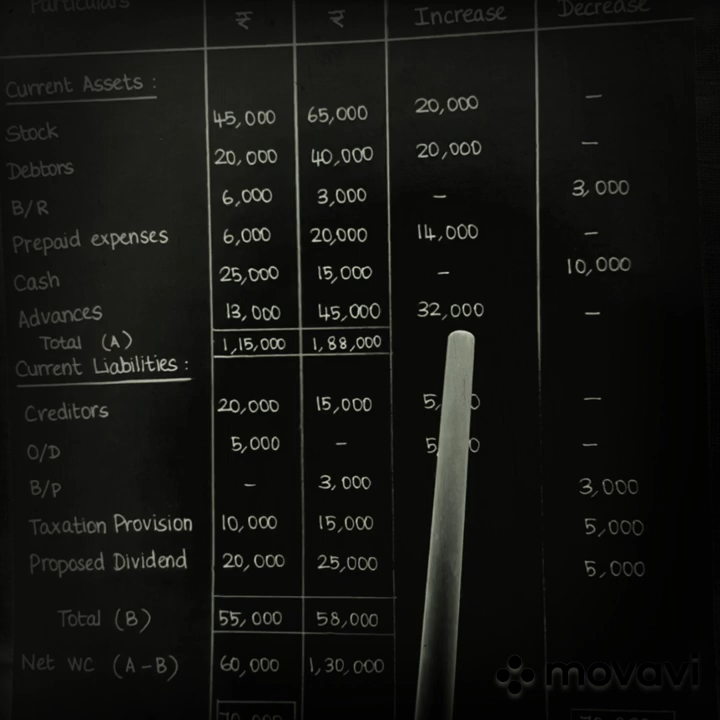 Particulars ₹ ₹ Increase Decrease
Current Assets :
Stock 45,000 65,000 20,000 —
Debtors 20,000 40,000 20,000 —
B/R 6,000 3,000 — 3,000
Prepaid expenses 6,000 20,000 14,000 —
Cash 25,000 15,000 — 10,000
Advances 13,000 45,000 32,000 —
Total (A) 1,15,000 1,88,000
Current Liabilities :
Creditors 20,000 15,000 —
O/D 5,000 — —
B/P — 3,000 3,000
Taxation Provision 10,000 15,000 5,000
Proposed Dividend 20,000 25,000 5,000
Total (B) 55,000 58,000
Net WC (A-B) 60,000 1,30,000
movavi